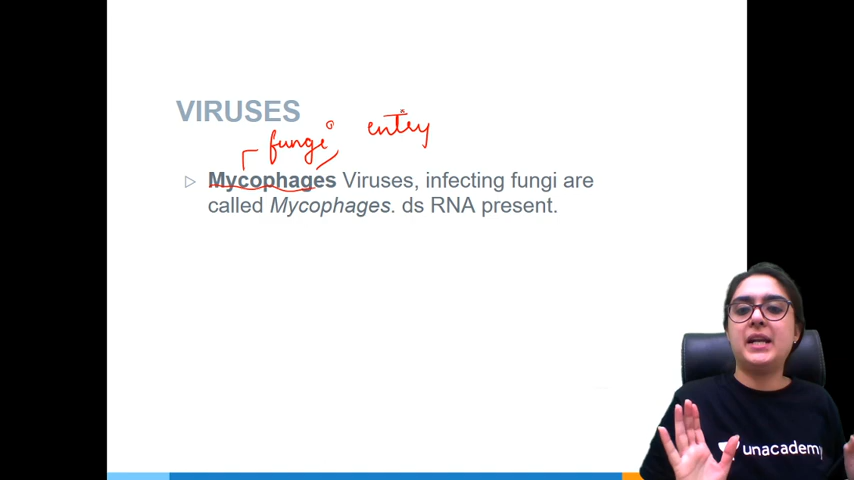 VIRUSES
fungi entry
Mycophages Viruses, infecting fungi are
called Mycophages. ds RNA present.
unacademy